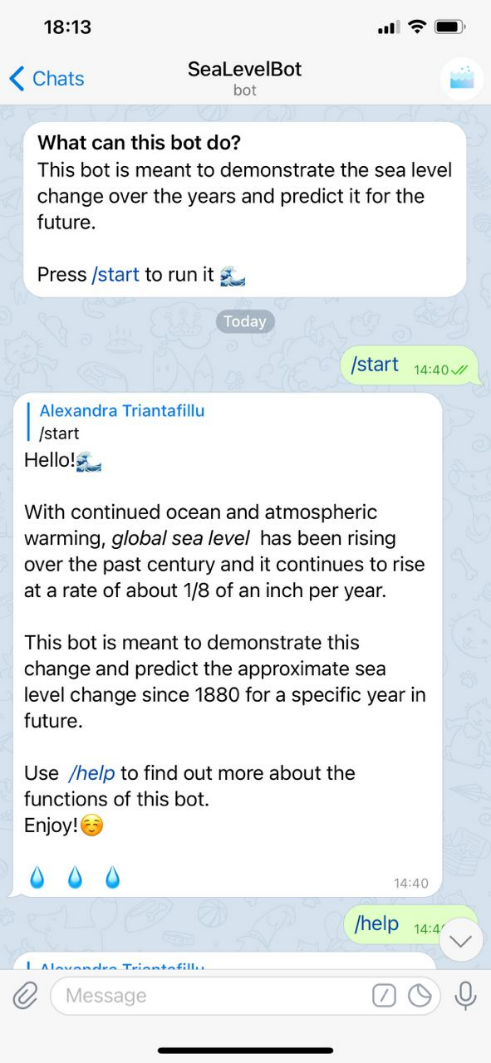 18:13
Chats
SeaLevelBot
bot
What can this bot do?
This bot is meant to demonstrate the sea level
change over the years and predict it for the
future.
Press /start to run it 🌊
Today
/start 14:40
Alexandra Triantafillu
/start
Hello!🌊
With continued ocean and atmospheric
warming, global sea level has been rising
over the past century and it continues to rise
at a rate of about 1/8 of an inch per year.
This bot is meant to demonstrate this
change and predict the approximate sea
level change since 1880 for a specific year in
future.
Use /help to find out more about the
functions of this bot.
Enjoy!☺️
💧 💧 💧
14:40
/help
Alexandra Triantafillu
Message